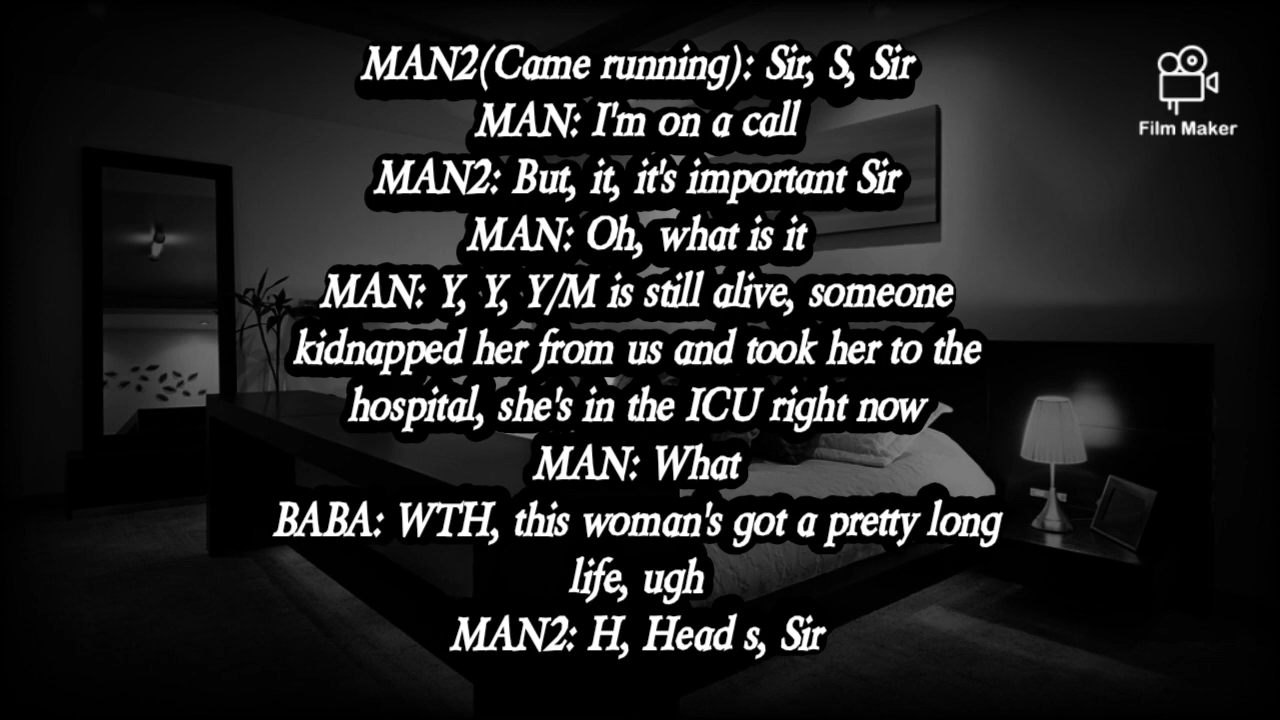 MAN2(Came running): Sir, S, Sir
MAN: I'm on a call
MAN2: But, it, it's important Sir
MAN: Oh, what is it
MAN: Y, Y, Y/M is still alive, someone
kidnapped her from us and took her to the
hospital, she's in the ICU right now
MAN: What
BABA: WTH, this woman's got a pretty long
life, ugh
MAN2: H, Head s, Sir
Film Maker